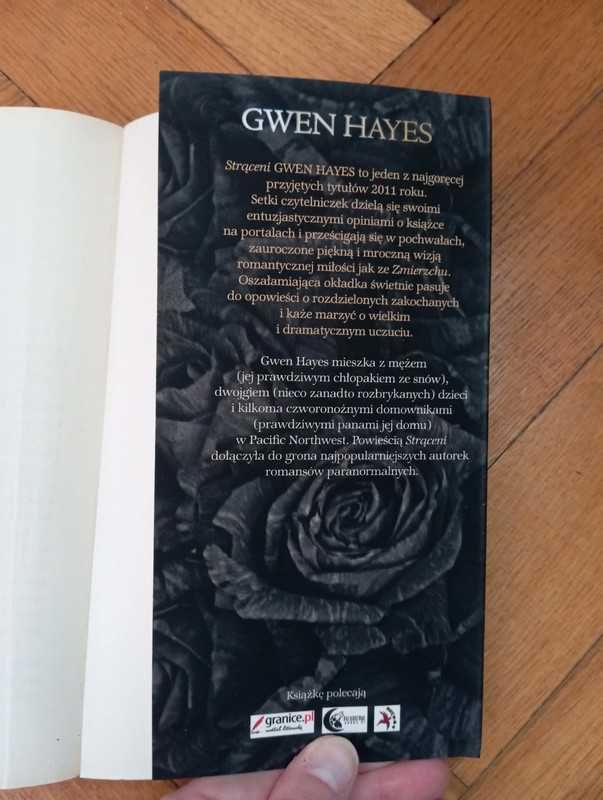 GWEN HAYES
Strąceni GWEN HAYES to jeden z najgoręcej
przyjętych tytułów 2011 roku.
Setki czytelniczek dzielą się swoimi
entuzjastycznymi opiniami o książce
na portalach i prześcigają się w pochwałach,
zauroczone piękną i mroczną wizją
romantycznej miłości jak ze Zmierzchu.
Oszałamiająca okładka świetnie pasuje
do opowieści o rozdzielonych zakochanych
i każe marzyć o wielkim
i dramatycznym uczuciu.
Gwen Hayes mieszka z mężem
(jej prawdziwym chłopakiem ze snów),
dwojgiem (nieco zanadto rozbrykanych) dzieci
i kilkoma czworonożnymi domownikami
(prawdziwymi panami jej domu)
w Pacific Northwest. Powieścią Strąceni
dołączyła do grona najpopularniejszych autorek
romansów paranormalnych.
Książkę polecają
granice.pl